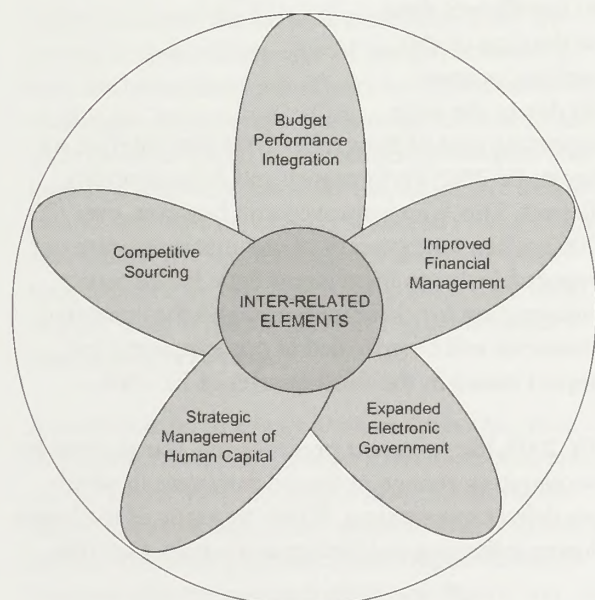 Budget
Performance
Integration
Competitive
Sourcing
Improved
Financial
Management
INTER-RELATED
ELEMENTS
Strategic
Management of
Human Capital
Expanded
Electronic
Government